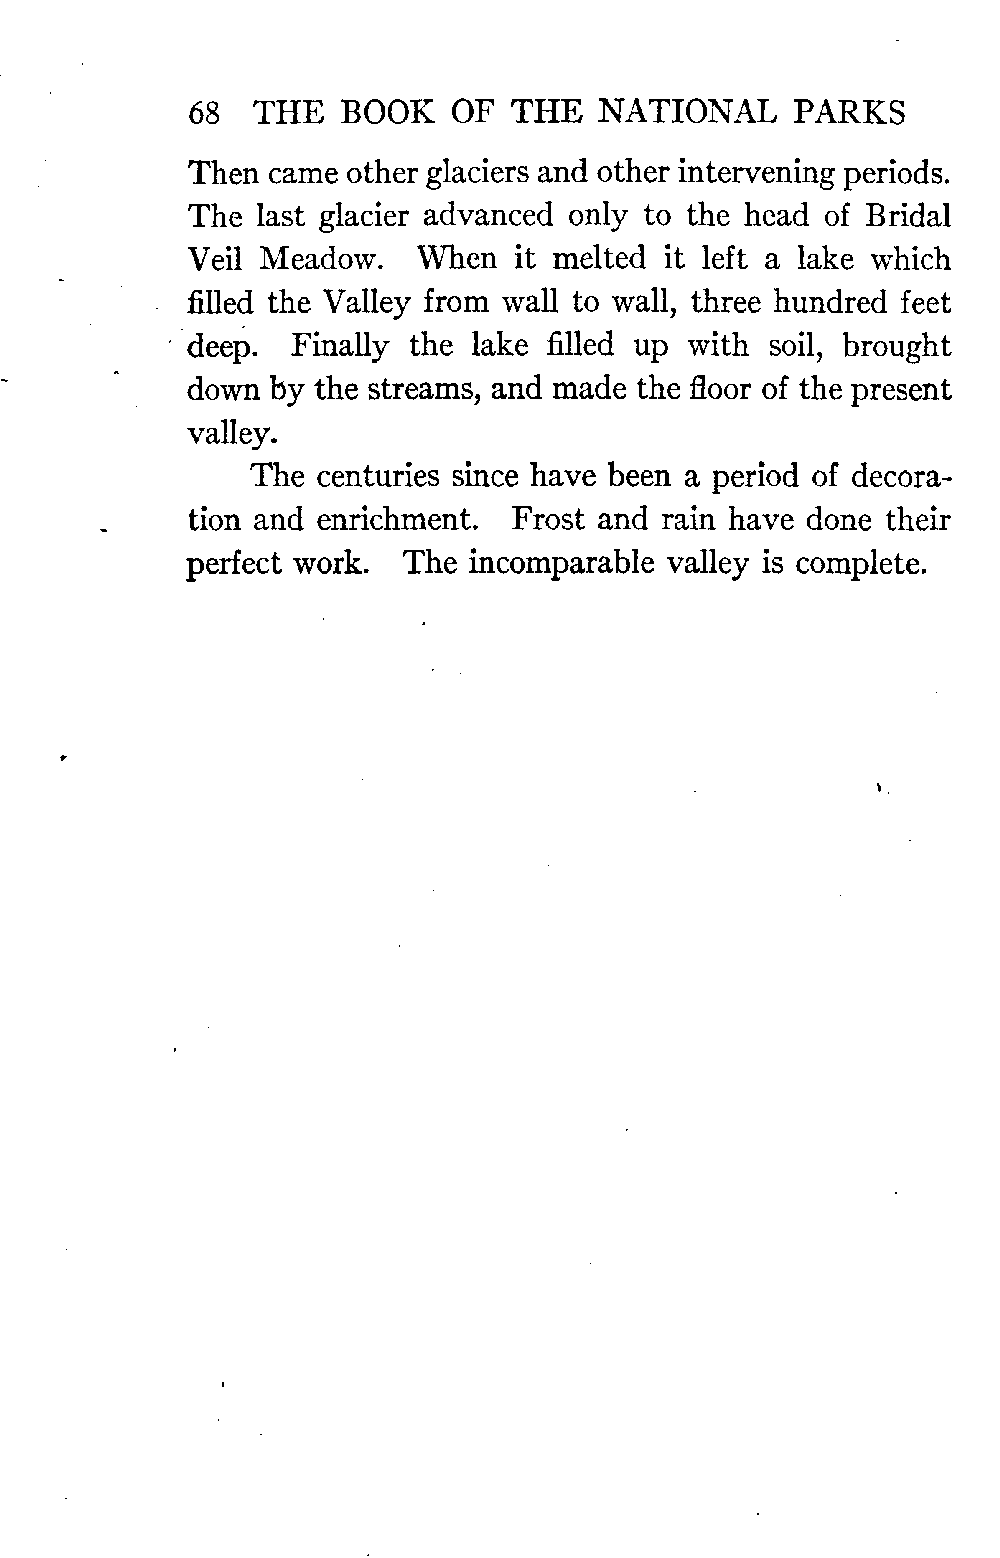 68 THE BOOK OF THE NATIONAL PARKS
Then came other glaciers and other intervening periods.
The last glacier advanced only to the head of Bridal
Veil Meadow. When it melted it left a lake which
filled the Valley from wall to wall, three hundred feet
deep. Finally the lake filled up with soil, brought
down by the streams, and made the floor of the present
valley.
The centuries since have been a period of decora-
tion and enrichment. Frost and rain have done their
perfect work. The incomparable valley is complete.